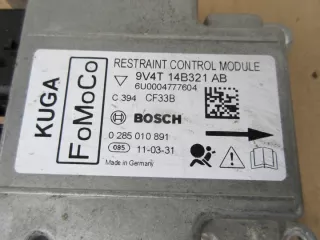 RESTRAINT CONTROL MODULE
9V4T 14B321 AB
6U0004777604
C 394 CF33B
BOSCH
0 285 010 891
085 11-03-31
Made in Germany
KUGA
FoMoCo